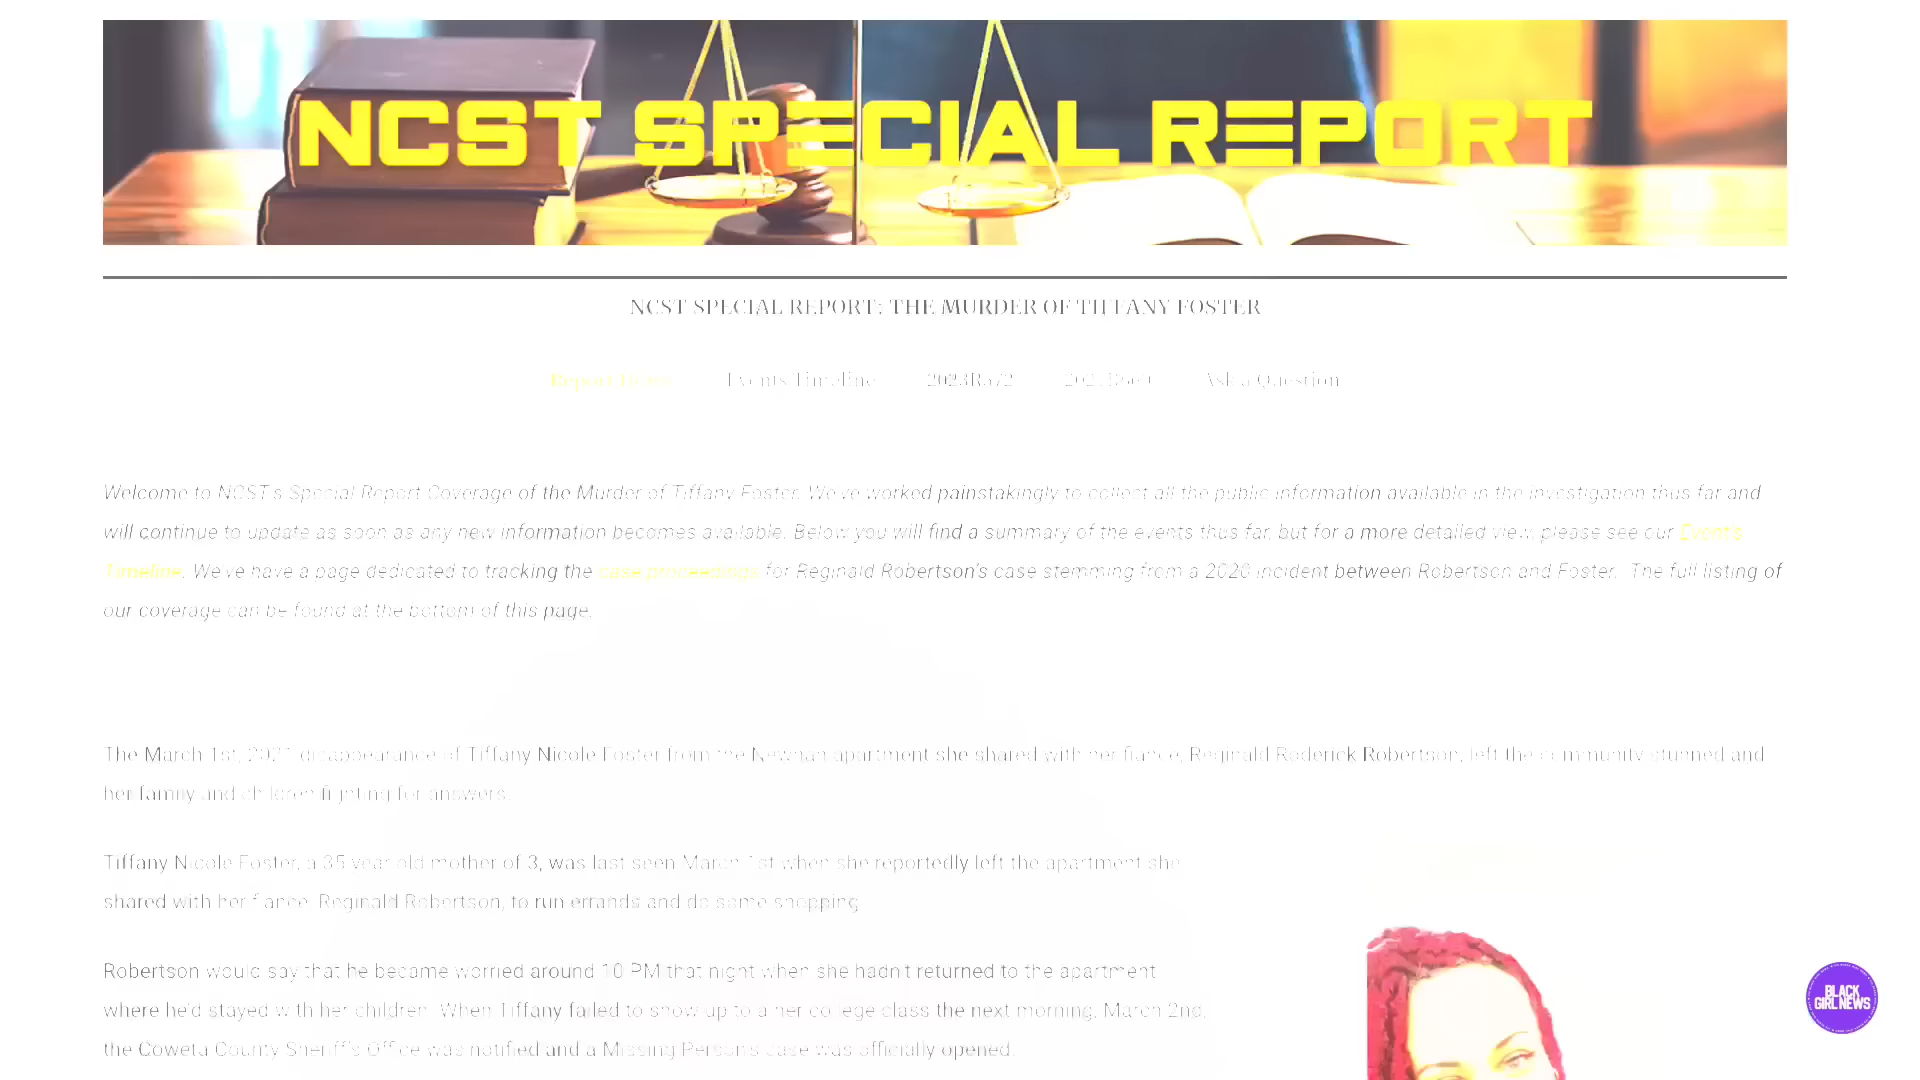 NCST SPECIAL REPORT
NCST SPECIAL REPORT: THE MURDER OF TIFFANY FOSTER
Report Home Events Timeline 2023R572 Ask a Question
Welcome to NCST's Special Report Coverage of the Murder of Tiffany Foster. We've worked painstakingly to collect all the public information available in the investigation thus far and
will continue to update as soon as any new information becomes available. Below you will find a summary of the events thus far, but for a more detailed view, please see our Event's
Timeline. We've have a page dedicated to tracking the case proceedings for Reginald Robertson's case stemming from a 2020 incident between Robertson and Foster. The full listing of
our coverage can be found at the bottom of this page.
The March 1st, 2021 disappearance of Tiffany Nicole Foster from the Newnan apartment she shared with her fiance, Reginald Roderick Robertson, left the community stunned and
her family and children fighting for answers.
Tiffany Nicole Foster, a 35 year old mother of 3, was last seen March 1st when she reportedly left the apartment she
shared with her fiance, Reginald Robertson, to run errands and do some shopping.
Robertson would say that he became worried around 10 PM that night when she hadn't returned to the apartment
where he'd stayed with her children. When Tiffany failed to show up to a her college class the next morning, March 2nd,
the Coweta County Sheriff's Office was notified and a Missing Person's case was officially opened.
BLACK
GIRL NEWS